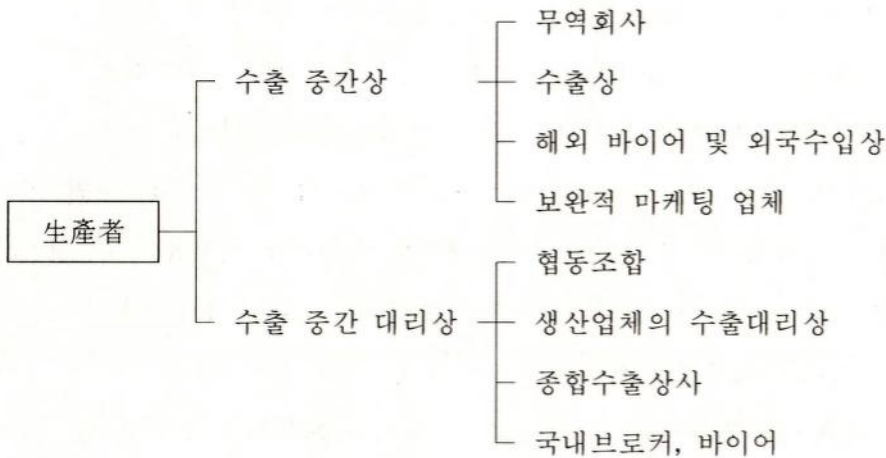 무역회사
수출 중간상
수출상
해외 바이어 및 외국수입상
보완적 마케팅 업체
生産者
협동조합
수출 중간 대리상
생산업체의 수출대리상
종합수출상사
국내브로커, 바이어